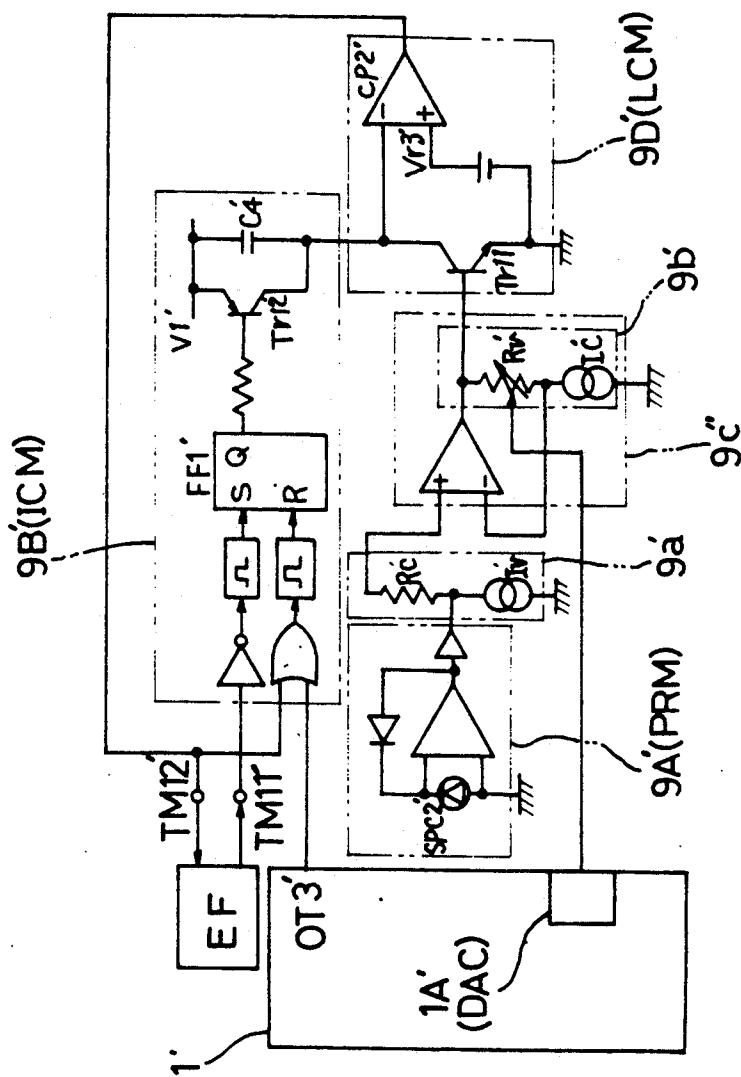 9B'(ICM)
V1'
C4'
Tr12'
FF1'
S Q
R
TM12'
TM11'
EF
CP2'
-
+
Vr3'
Tr11
9D'(LCM)
9b'
Rv'
IC'
9c"
+
-
Rc'
Iv'
9a'
SPC2'
9A'(PRM)
OT3'
1A'
(DAC)
1'